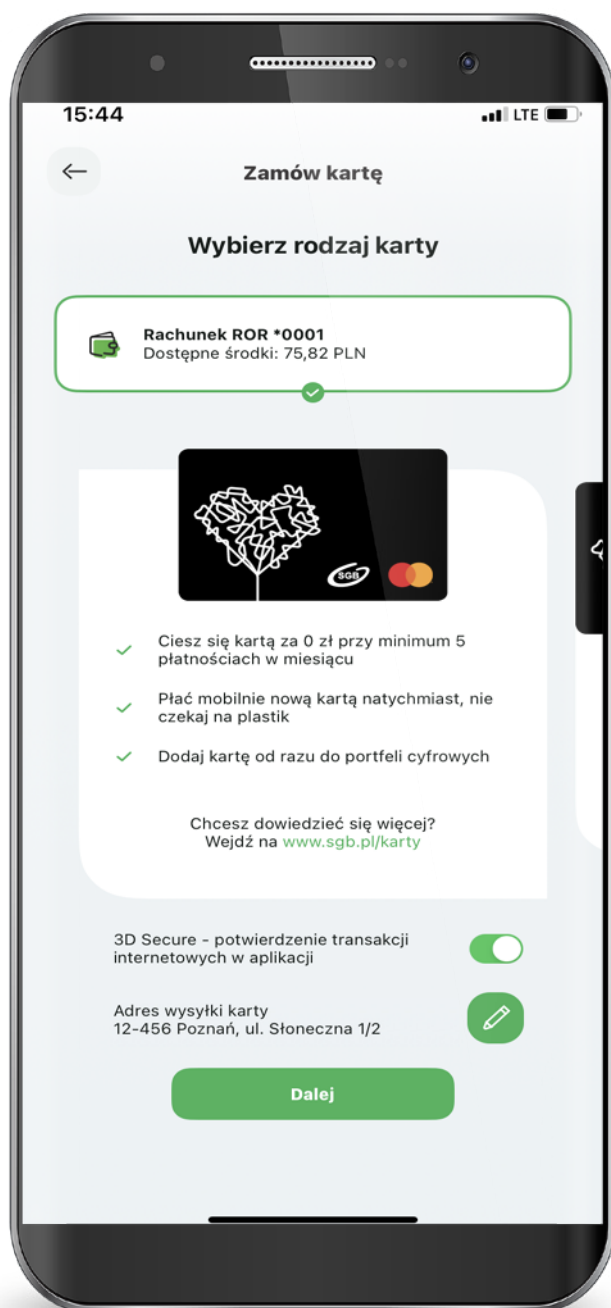 15:44
LTE
Zamów kartę
Wybierz rodzaj karty
Rachunek ROR *0001
Dostępne środki: 75,82 PLN
SGB
Ciesz się kartą za 0 zł przy minimum 5
płatnościach w miesiącu
Płać mobilnie nową kartą natychmiast, nie
czekaj na plastik
Dodaj kartę od razu do portfeli cyfrowych
Chcesz dowiedzieć się więcej?
Wejdź na www.sgb.pl/karty
3D Secure - potwierdzenie transakcji
internetowych w aplikacji
Adres wysyłki karty
12-456 Poznań, ul. Słoneczna 1/2
Dalej